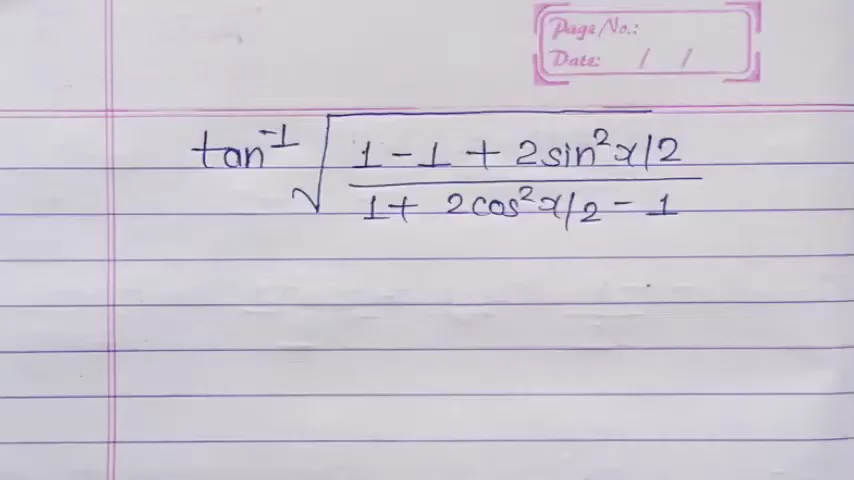 Page No.:
Date: / /
tan⁻¹ √
1 - 1 + 2sin²x/2
1 + 2cos²x/2 - 1